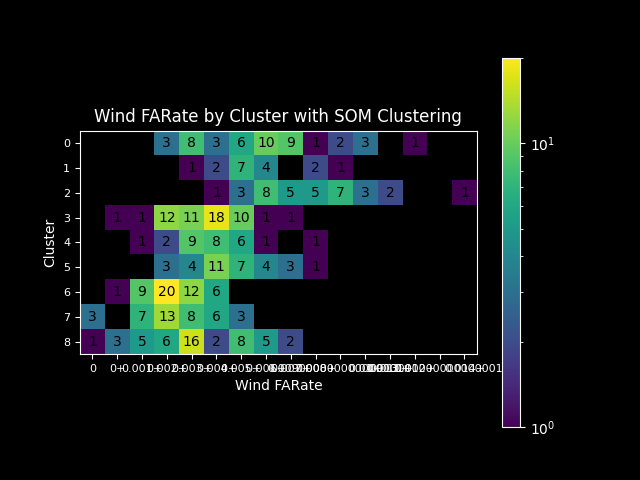 Wind FARate by Cluster with SOM Clustering
0 3 8 3 6 10 9 1 2 3 1
1 1 2 7 4 2 1
2 1 3 8 5 5 7 3 2 1
3 1 1 12 11 18 10 1 1
4 1 2 9 8 6 1 1
5 3 4 11 7 4 3 1
6 1 9 20 12 6
7 3 7 13 8 6 3
8 1 3 5 6 16 2 8 5 2
0
Wind FARate
Cluster
10^1
10^0